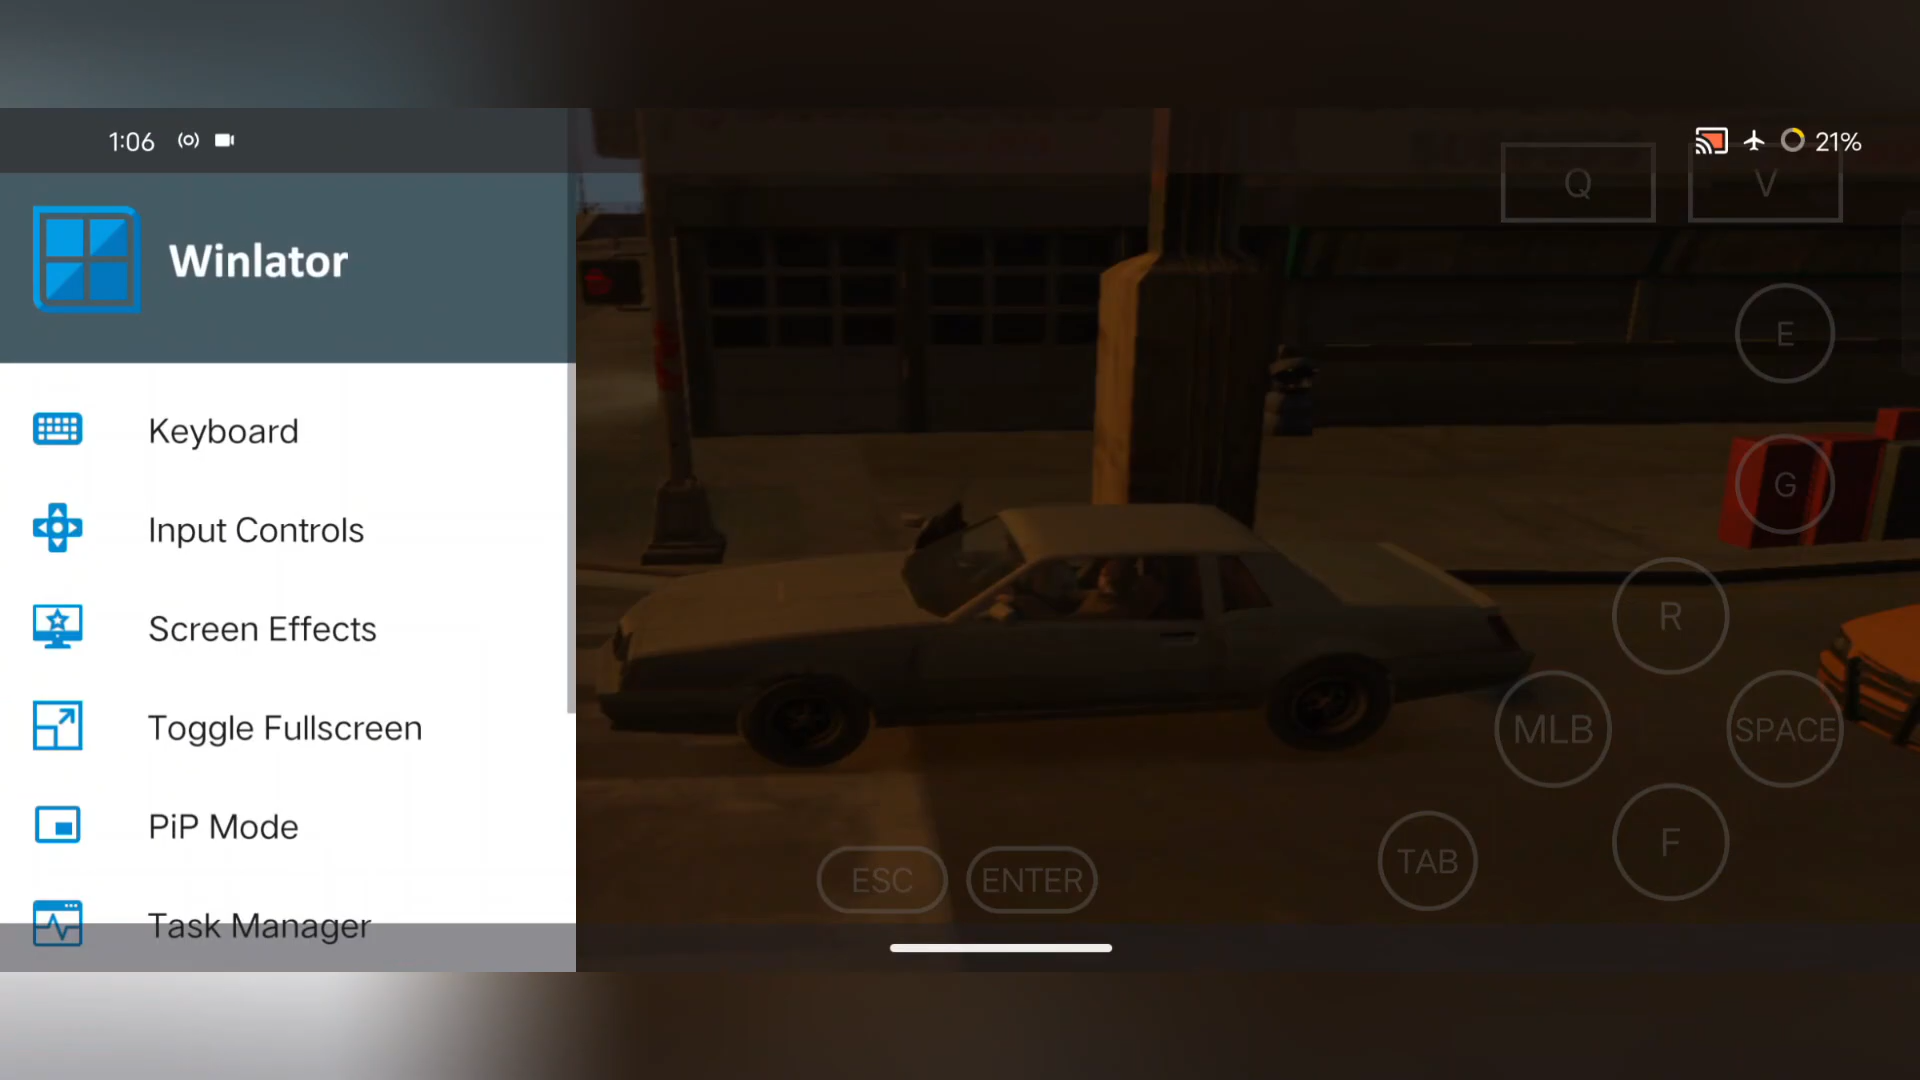 1:06
21%
Winlator
Keyboard
Input Controls
Screen Effects
Toggle Fullscreen
PiP Mode
Task Manager
Q
V
E
G
R
MLB
SPACE
TAB
F
ESC
ENTER